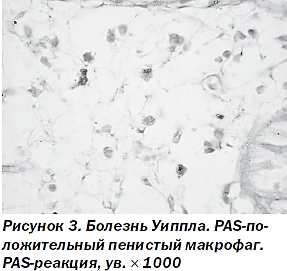 Рисунок 3. Болезнь Уиппла. PAS-по-
ложительный пенистый макрофаг.
PAS-реакция, ув. × 1000